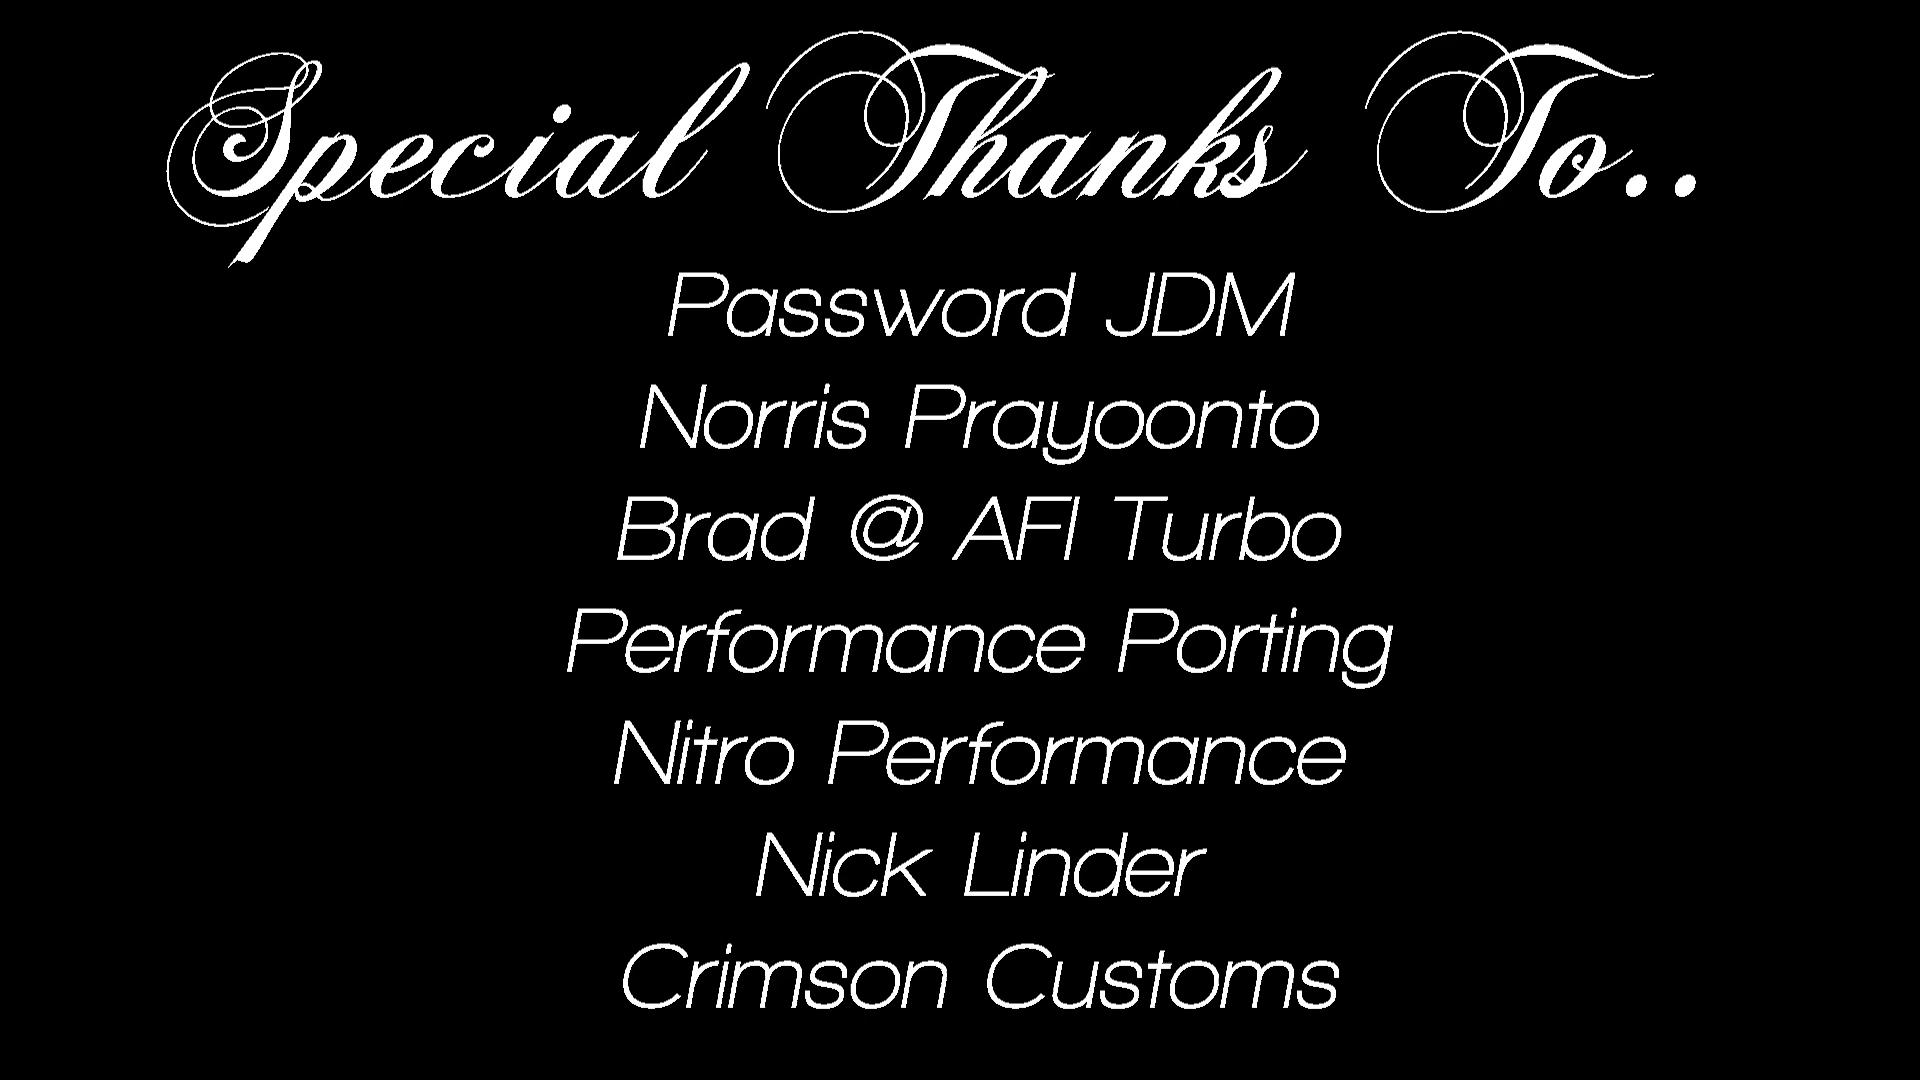 Special Thanks To..
Password JDM
Norris Prayoonto
Brad @ AFI Turbo
Performance Porting
Nitro Performance
Nick Linder
Crimson Customs